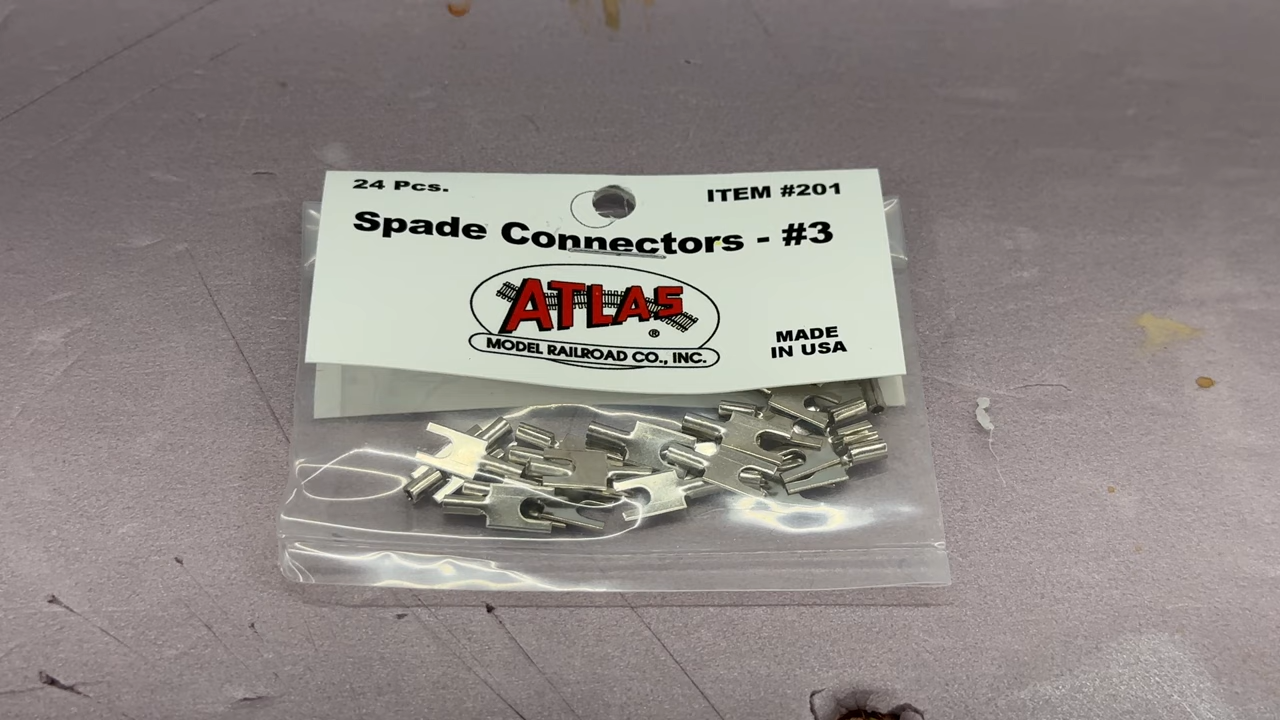 24 Pcs.
ITEM #201
Spade Connectors - #3
ATLAS
®
MODEL RAILROAD CO., INC.
MADE
IN USA